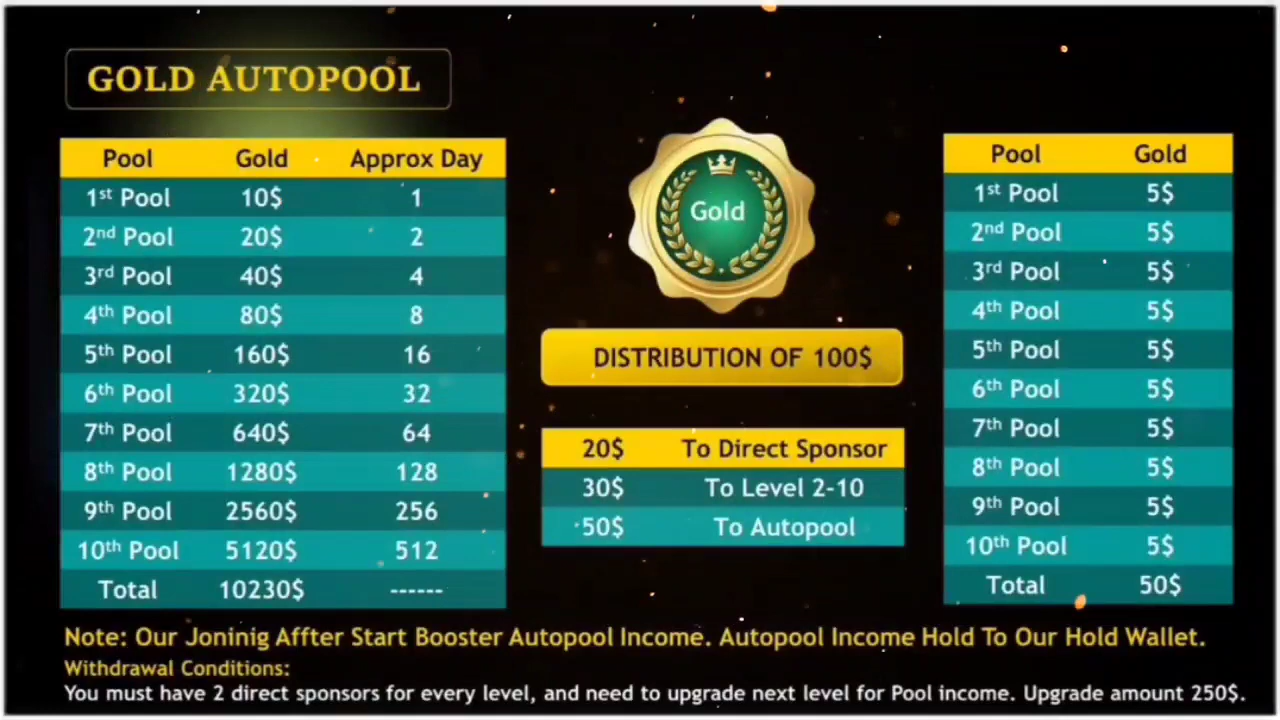 GOLD AUTOPOOL
Pool Gold Approx Day
1st Pool 10$ 1
2nd Pool 20$ 2
3rd Pool 40$ 4
4th Pool 80$ 8
5th Pool 160$ 16
6th Pool 320$ 32
7th Pool 640$ 64
8th Pool 1280$ 128
9th Pool 2560$ 256
10th Pool 5120$ 512
Total 10230$ ------
Gold
DISTRIBUTION OF 100$
20$ To Direct Sponsor
30$ To Level 2-10
50$ To Autopool
Pool Gold
1st Pool 5$
2nd Pool 5$
3rd Pool 5$
4th Pool 5$
5th Pool 5$
6th Pool 5$
7th Pool 5$
8th Pool 5$
9th Pool 5$
10th Pool 5$
Total 50$
Note: Our Joninig Affter Start Booster Autopool Income. Autopool Income Hold To Our Hold Wallet.
Withdrawal Conditions:
You must have 2 direct sponsors for every level, and need to upgrade next level for Pool income. Upgrade amount 250$.